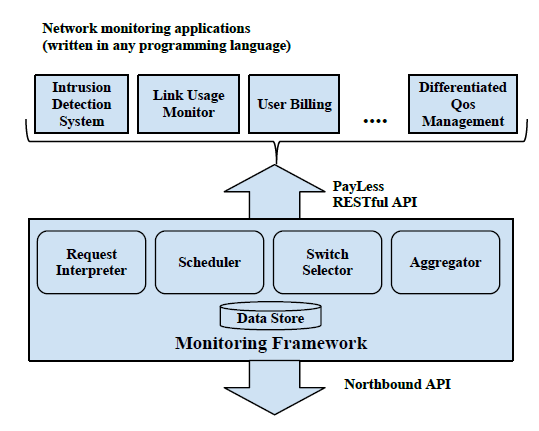 Network monitoring applications
(written in any programming language)
Intrusion
Detection
System
Link Usage
Monitor
User Billing
....
Differentiated
Qos
Management
PayLess
RESTful API
Request
Interpreter
Scheduler
Switch
Selector
Aggregator
Data Store
Monitoring Framework
Northbound API